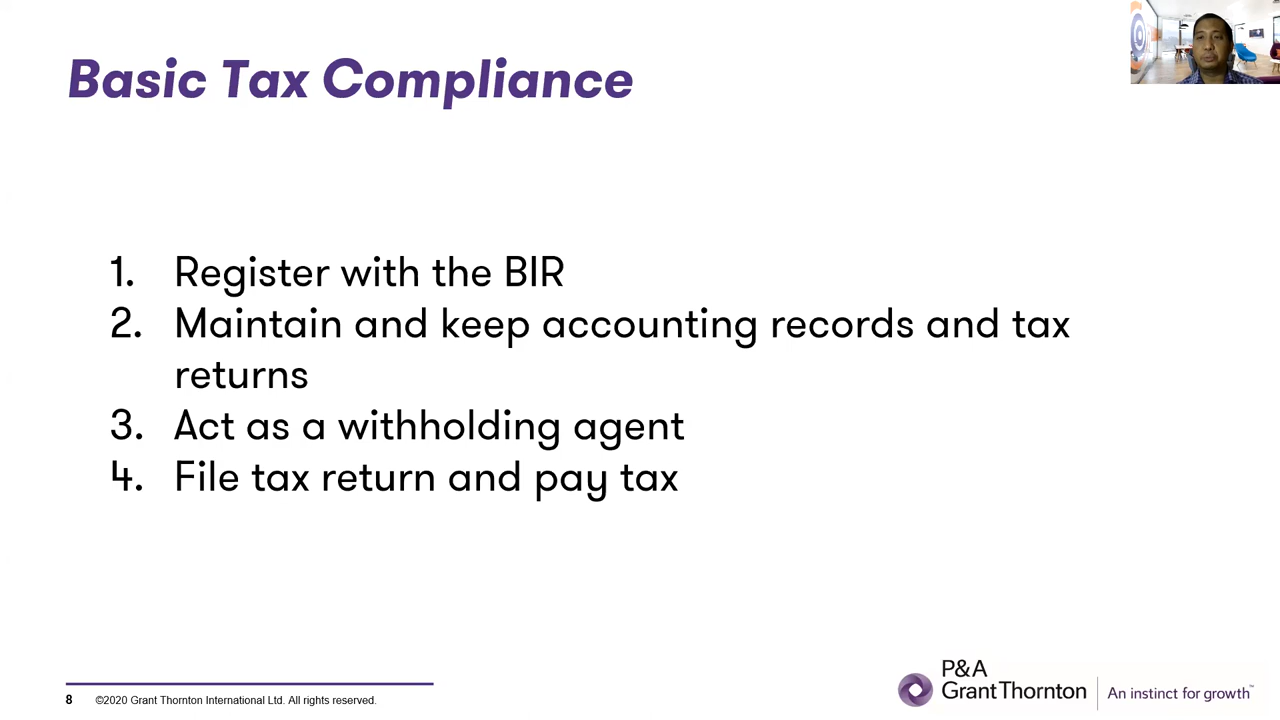 Basic Tax Compliance
1. Register with the BIR
2. Maintain and keep accounting records and tax
returns
3. Act as a withholding agent
4. File tax return and pay tax
8 ©2020 Grant Thornton International Ltd. All rights reserved.
P&A
Grant Thornton
An instinct for growth™